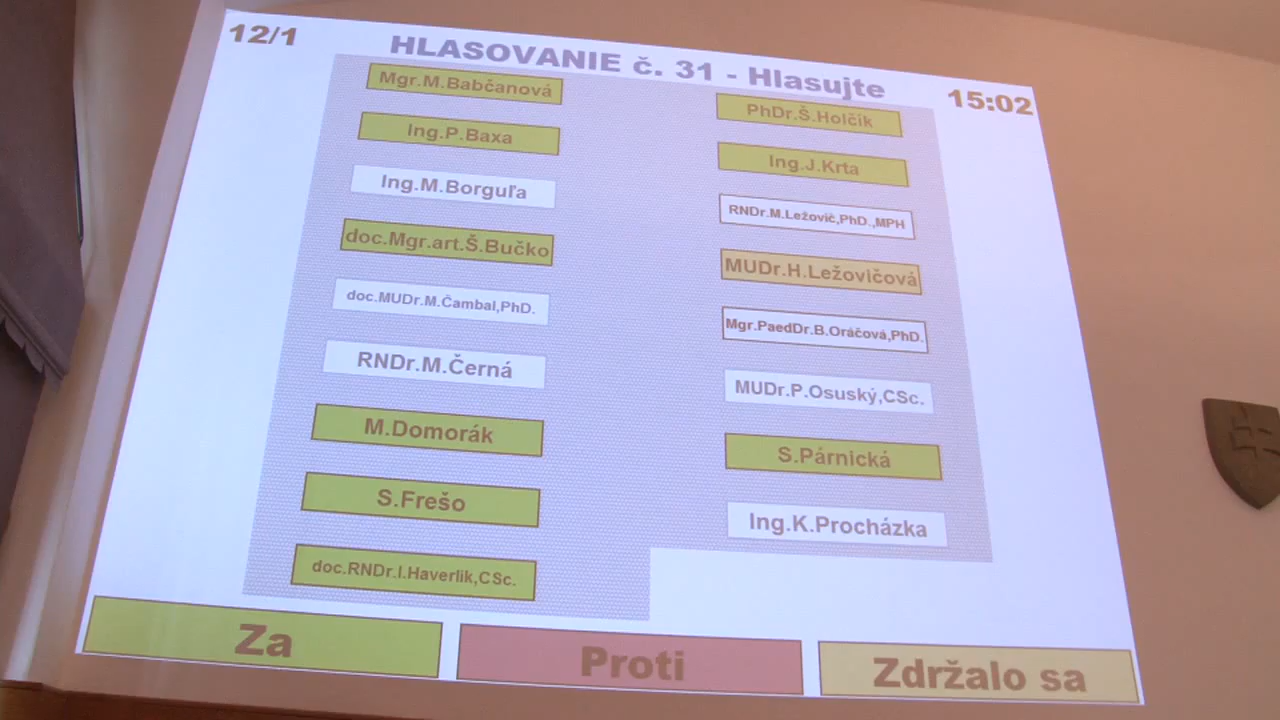 12/1
HLASOVANIE č. 31 - Hlasujte
15:02
Mgr.M.Babčanová
Ing.P.Baxa
Ing.M.Borguľa
doc.Mgr.art.Š.Bučko
doc.MUDr.M.Čambal,PhD.
RNDr.M.Černá
M.Domorák
S.Frešo
doc.RNDr.I.Haverlik,CSc.
PhDr.Š.Holčík
Ing.J.Krta
RNDr.M.Ležovič,PhD.,MPH
MUDr.H.Ležovičová
Mgr.PaedDr.B.Oráčová,PhD.
MUDr.P.Osuský,CSc.
S.Párnická
Ing.K.Procházka
Za
Proti
Zdržalo sa